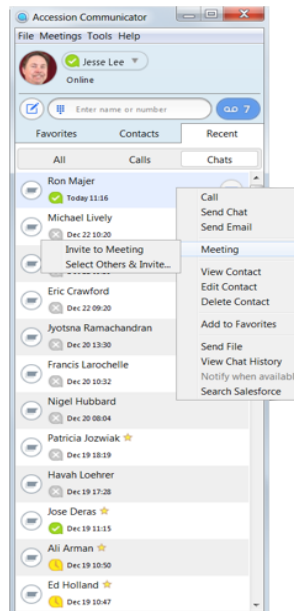 Accession Communicator
File Meetings Tools Help
Jesse Lee
Online
Enter name or number
7
Favorites Contacts Recent
All Calls Chats
Ron Majer
Today 11:16
Call
Send Chat
Send Email
Meeting
View Contact
Edit Contact
Delete Contact
Add to Favorites
Send File
View Chat History
Notify when availabl
Search Salesforce
Michael Lively
Dec 22 10:20
Invite to Meeting
Select Others & Invite...
Eric Crawford
Dec 22 09:20
Jyotsna Ramachandran
Dec 20 13:30
Francis Larochelle
Dec 20 10:32
Nigel Hubbard
Dec 20 08:04
Patricia Jozwiak
Dec 19 18:19
Havah Loehrer
Dec 19 17:28
Jose Deras
Dec 19 11:15
Ali Arman
Dec 19 10:50
Ed Holland
Dec 19 10:47